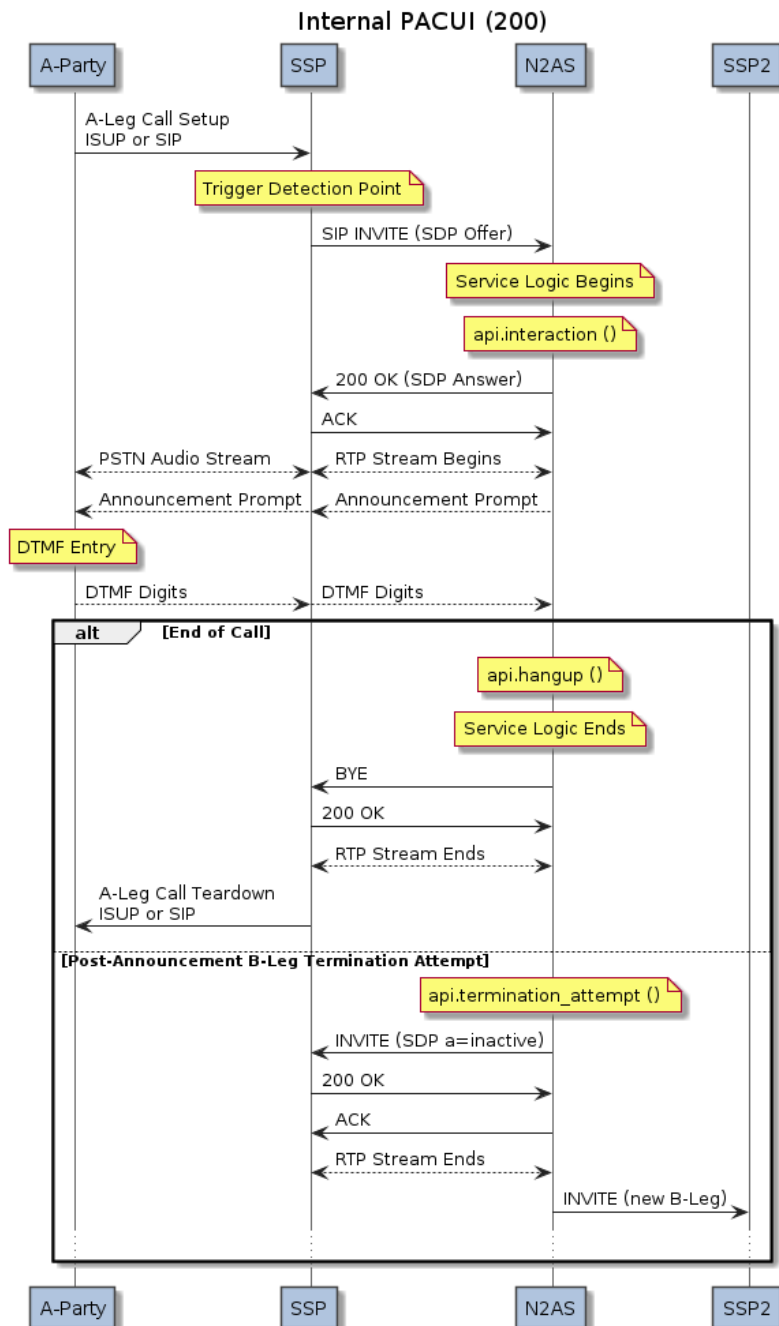 Internal PACUI (200)
A-Party
SSP
N2AS
SSP2
A-Leg Call Setup
ISUP or SIP
Trigger Detection Point
SIP INVITE (SDP Offer)
Service Logic Begins
api.interaction ()
200 OK (SDP Answer)
ACK
PSTN Audio Stream
RTP Stream Begins
Announcement Prompt
Announcement Prompt
DTMF Entry
DTMF Digits
DTMF Digits
alt
[End of Call]
api.hangup ()
Service Logic Ends
BYE
200 OK
RTP Stream Ends
A-Leg Call Teardown
ISUP or SIP
[Post-Announcement B-Leg Termination Attempt]
api.termination_attempt ()
INVITE (SDP a=inactive)
200 OK
ACK
RTP Stream Ends
INVITE (new B-Leg)
A-Party
SSP
N2AS
SSP2